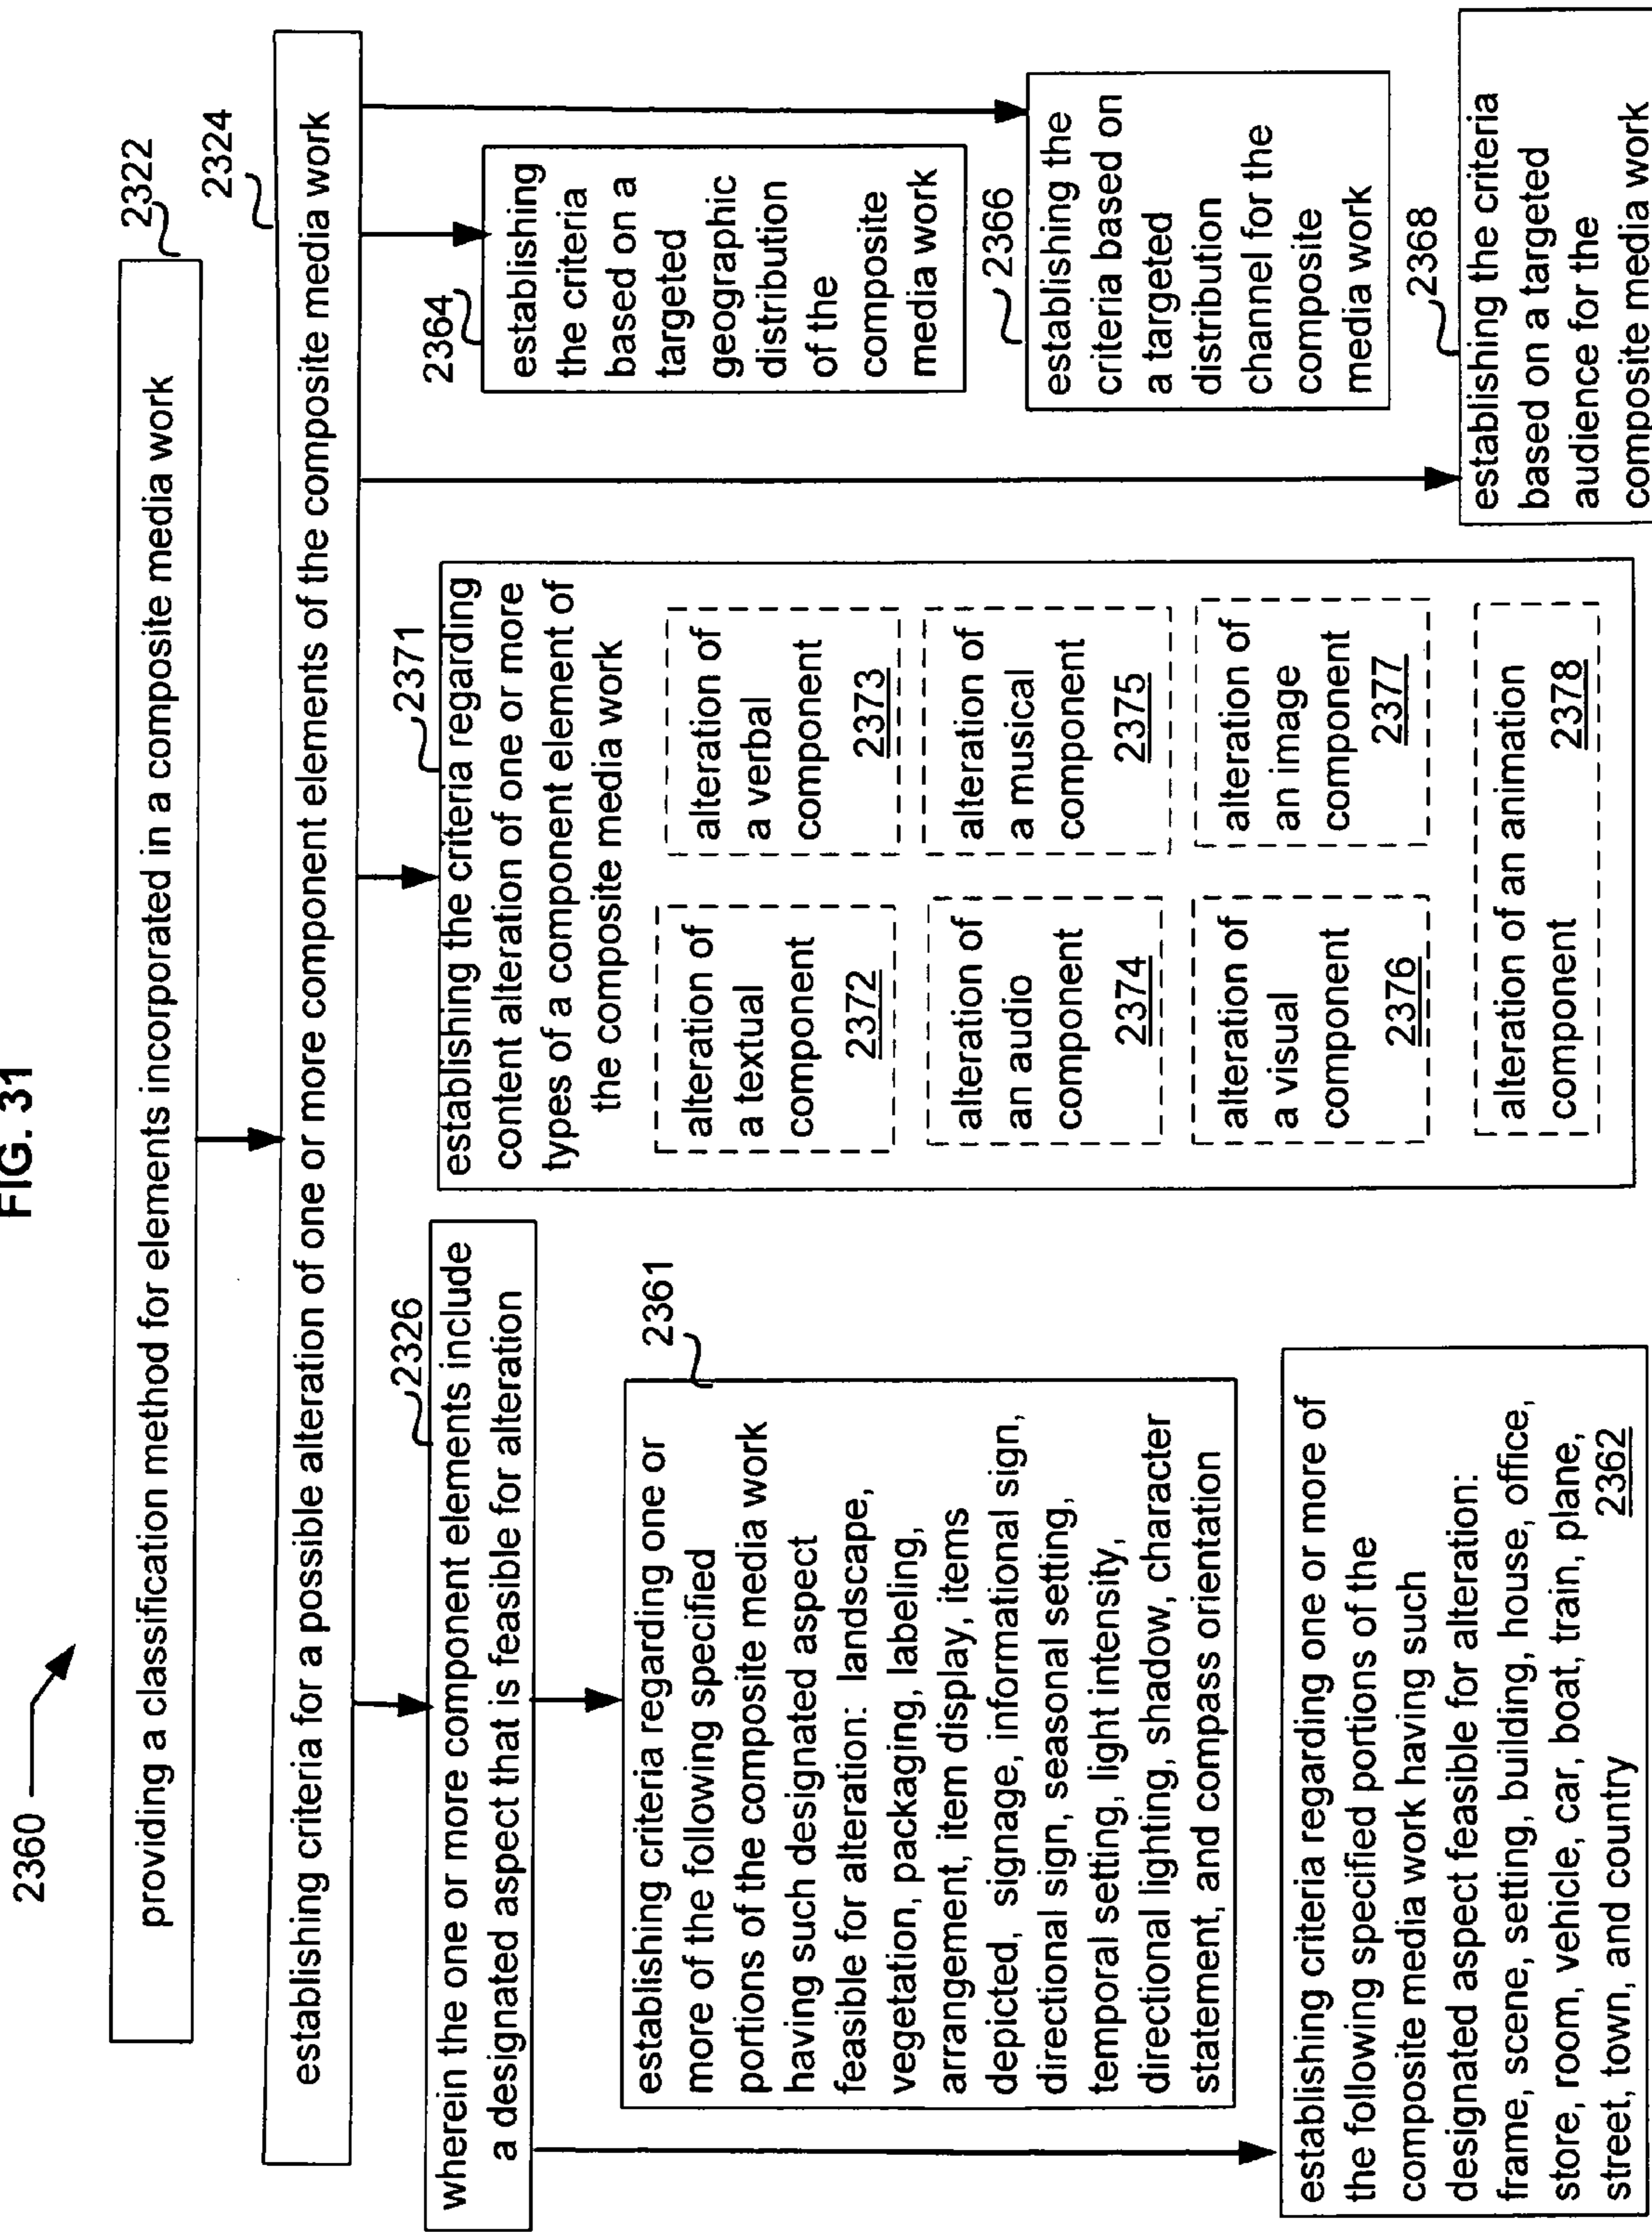 FIG. 31
2360
2322
providing a classification method for elements incorporated in a composite media work
2324
establishing criteria for a possible alteration of one or more component elements of the composite media work
2326
wherein the one or more component elements include
a designated aspect that is feasible for alteration
2361
establishing criteria regarding one or
more of the following specified
portions of the composite media work
having such designated aspect
feasible for alteration: landscape,
vegetation, packaging, labeling,
arrangement, item display, items
depicted, signage, informational sign,
directional sign, seasonal setting,
temporal setting, light intensity,
directional lighting, shadow, character
statement, and compass orientation
establishing criteria regarding one or more of
the following specified portions of the
composite media work having such
designated aspect feasible for alteration:
frame, scene, setting, building, house, office,
store, room, vehicle, car, boat, train, plane,
street, town, and country
2362
2371
establishing the criteria regarding
content alteration of one or more
types of a component element of
the composite media work
alteration of
a textual
component
2372
alteration of
a verbal
component
2373
alteration of
an audio
component
2374
alteration of
a musical
component
2375
alteration of
a visual
component
2376
alteration of
an image
component
2377
alteration of an animation
component
2378
2364
establishing
the criteria
based on a
targeted
geographic
distribution
of the
composite
media work
2366
establishing the
criteria based on
a targeted
distribution
channel for the
composite
media work
2368
establishing the criteria
based on a targeted
audience for the
composite media work